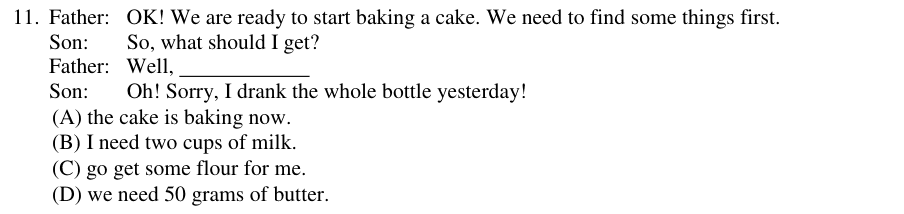 11. Father: OK! We are ready to start baking a cake. We need to find some things first.
Son: So, what should I get?
Father: Well, ____________
Son: Oh! Sorry, I drank the whole bottle yesterday!
(A) the cake is baking now.
(B) I need two cups of milk.
(C) go get some flour for me.
(D) we need 50 grams of butter.